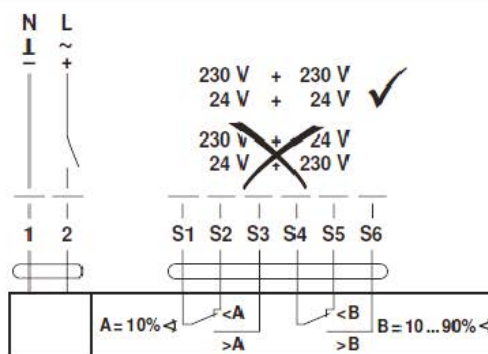 N L
⊥ ~
− +
230 V + 230 V
24 V + 24 V ✓
230 V + 24 V
24 V + 230 V
1 2 S1 S2 S3 S4 S5 S6
A = 10% ∢ <A <B B = 10 ... 90% ∢
>A >B